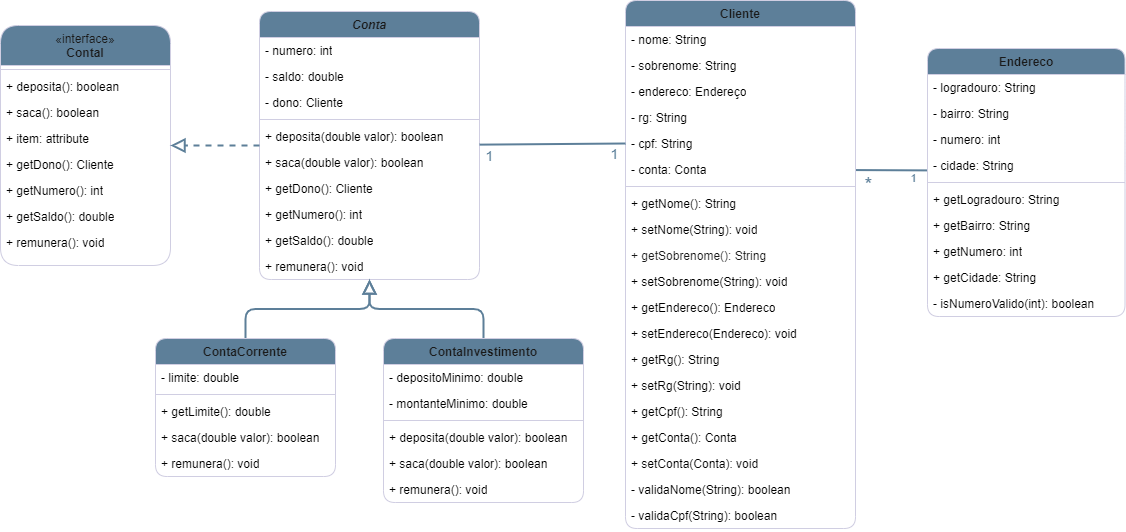 «interface»
ContaI
+ deposita(): boolean
+ saca(): boolean
+ item: attribute
+ getDono(): Cliente
+ getNumero(): int
+ getSaldo(): double
+ remunera(): void
Conta
- numero: int
- saldo: double
- dono: Cliente
+ deposita(double valor): boolean
+ saca(double valor): boolean
+ getDono(): Cliente
+ getNumero(): int
+ getSaldo(): double
+ remunera(): void
1
1
Cliente
- nome: String
- sobrenome: String
- endereco: Endereço
- rg: String
- cpf: String
- conta: Conta
+ getNome(): String
+ setNome(String): void
+ getSobrenome(): String
+ setSobrenome(String): void
+ getEndereco(): Endereco
+ setEndereco(Endereco): void
+ getRg(): String
+ setRg(String): void
+ getCpf(): String
+ getConta(): Conta
+ setConta(Conta): void
- validaNome(String): boolean
- validaCpf(String): boolean
*
1
Endereco
- logradouro: String
- bairro: String
- numero: int
- cidade: String
+ getLogradouro: String
+ getBairro: String
+ getNumero: int
+ getCidade: String
- isNumeroValido(int): boolean
ContaCorrente
- limite: double
+ getLimite(): double
+ saca(double valor): boolean
+ remunera(): void
ContaInvestimento
- depositoMinimo: double
- montanteMinimo: double
+ deposita(double valor): boolean
+ saca(double valor): boolean
+ remunera(): void